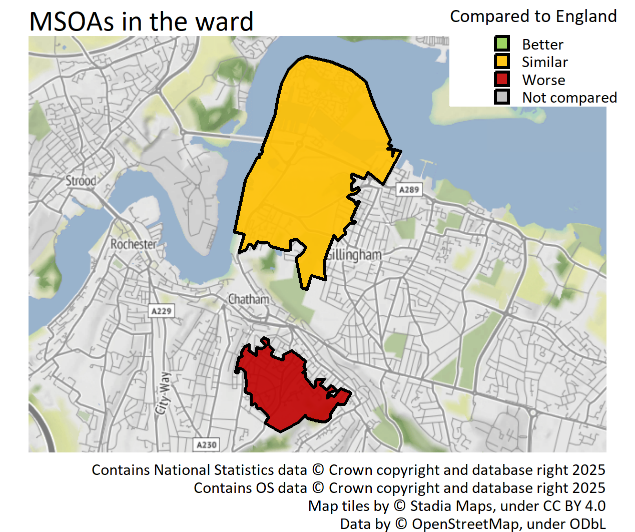 MSOAs in the ward
Compared to England
Better
Similar
Worse
Not compared
A289
Strood
Rochester
Gillingham
Chatham
A229
City Way
A230
Contains National Statistics data © Crown copyright and database right 2025
Contains OS data © Crown copyright and database right 2025
Map tiles by © Stadia Maps, under CC BY 4.0
Data by © OpenStreetMap, under ODbL